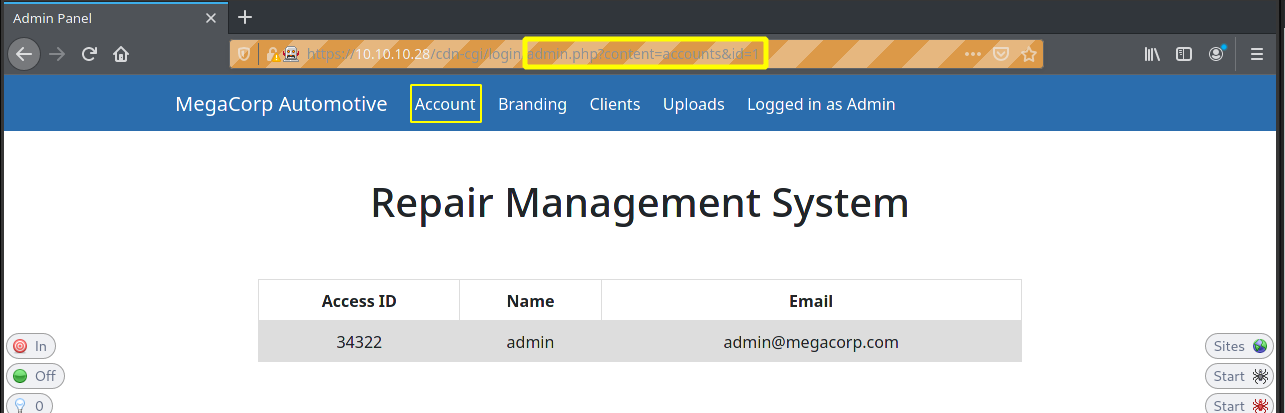 Admin Panel
https://10.10.10.28/cdn-cgi/login/admin.php?content=accounts&id=1
MegaCorp Automotive Account Branding Clients Uploads Logged in as Admin
Repair Management System
Access ID Name Email
34322 admin admin@megacorp.com
In Sites
Off Start
0 Start